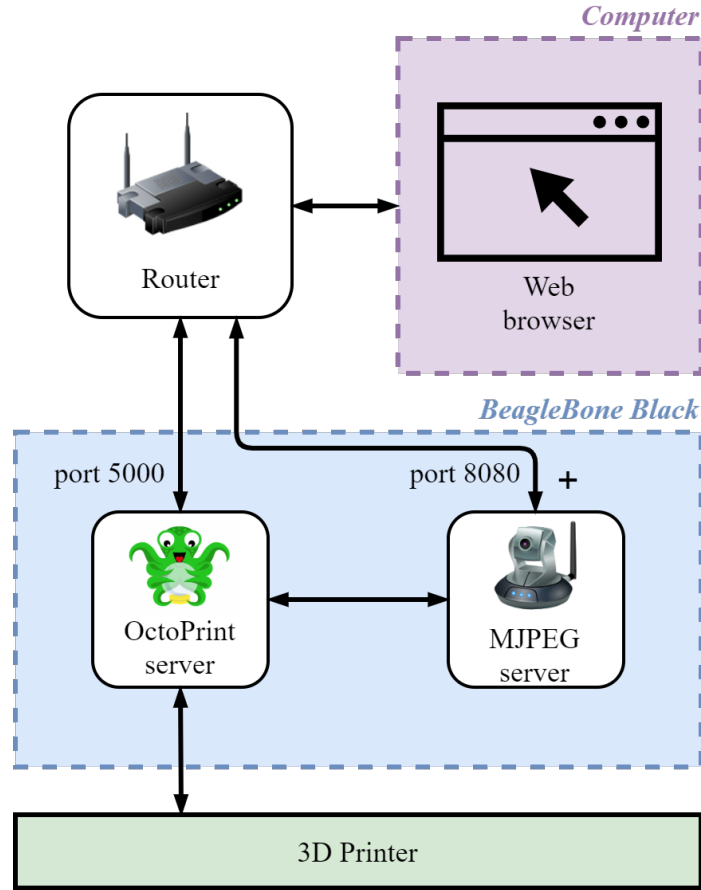 Computer
Router
Web
browser
BeagleBone Black
port 5000
port 8080 +
OctoPrint
server
MJPEG
server
3D Printer